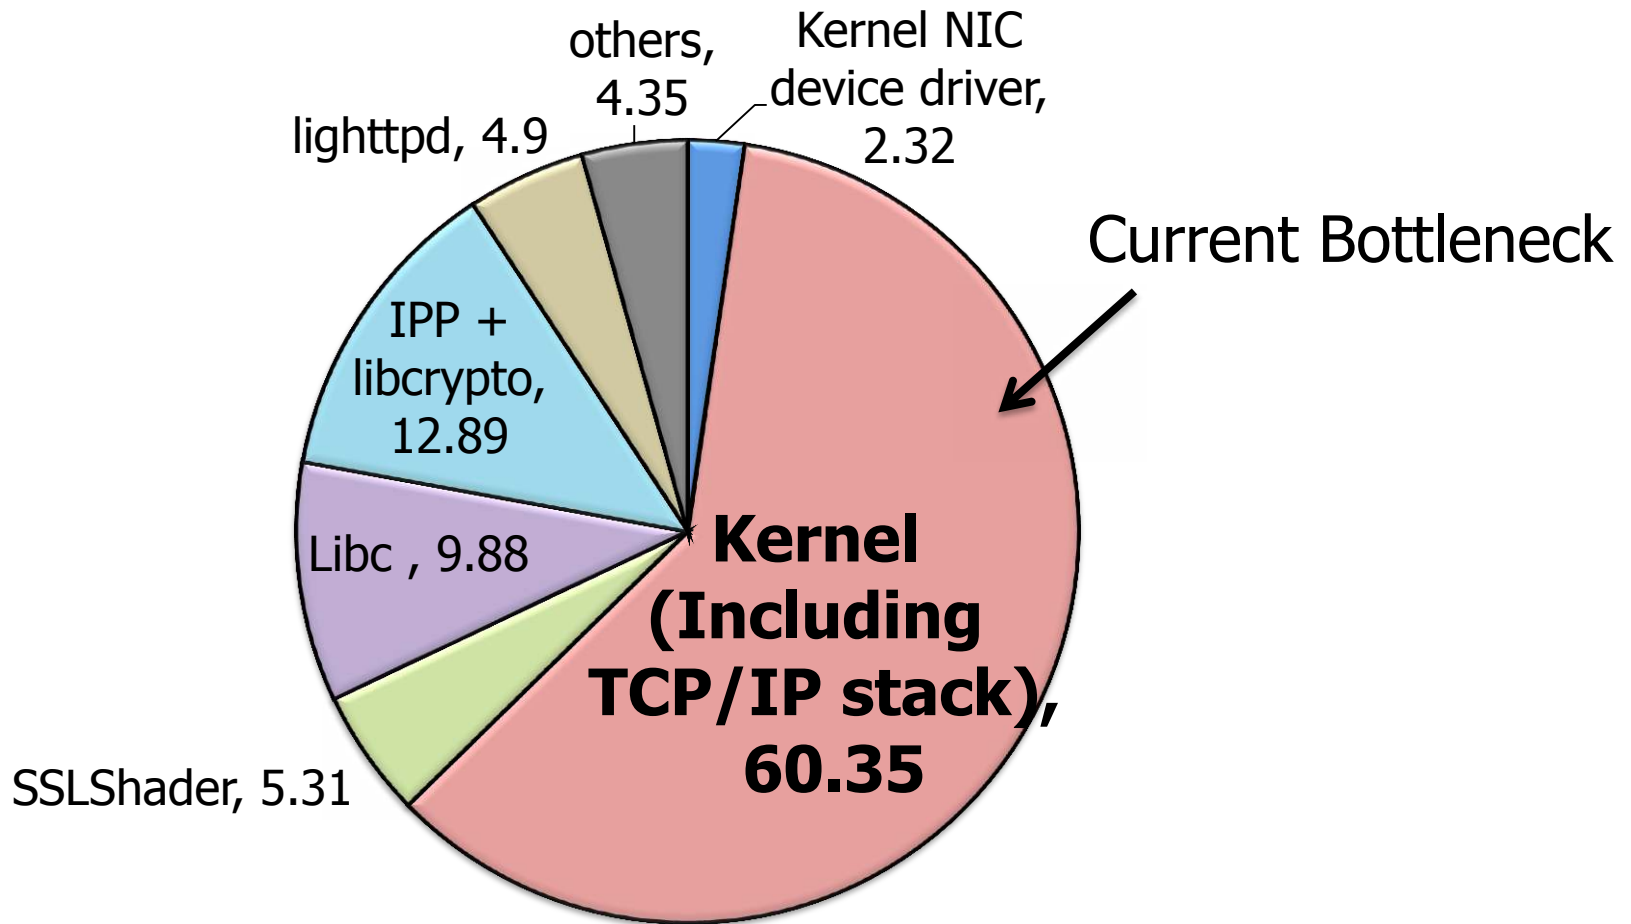 others,
4.35
Kernel NIC
device driver,
2.32
lighttpd, 4.9
Current Bottleneck
IPP +
libcrypto,
12.89
Libc , 9.88
Kernel
(Including
TCP/IP stack),
60.35
SSLShader, 5.31